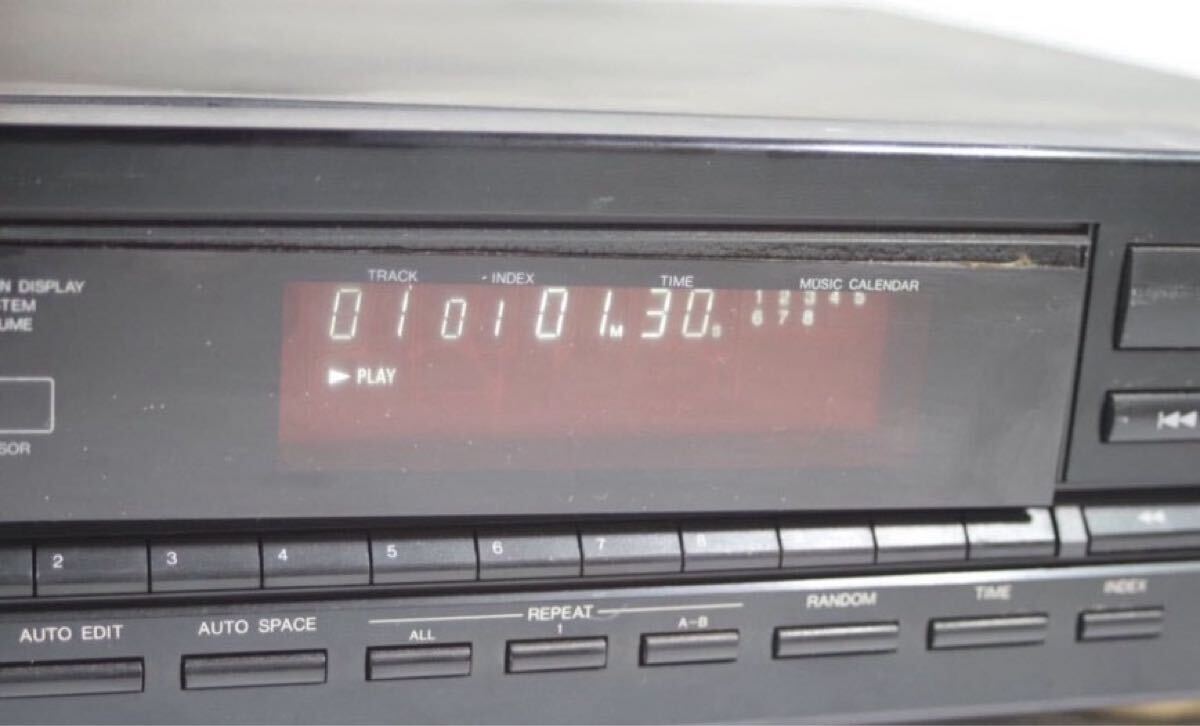 N DISPLAY
TEM
UME
SOR
TRACK
INDEX
TIME
MUSIC CALENDAR
01 01 01M 30S
1 2 3 4 5
6 7 8
PLAY
2 3 4 5 6 7 8
AUTO EDIT
AUTO SPACE
REPEAT
ALL
1
A-B
RANDOM
TIME
INDEX